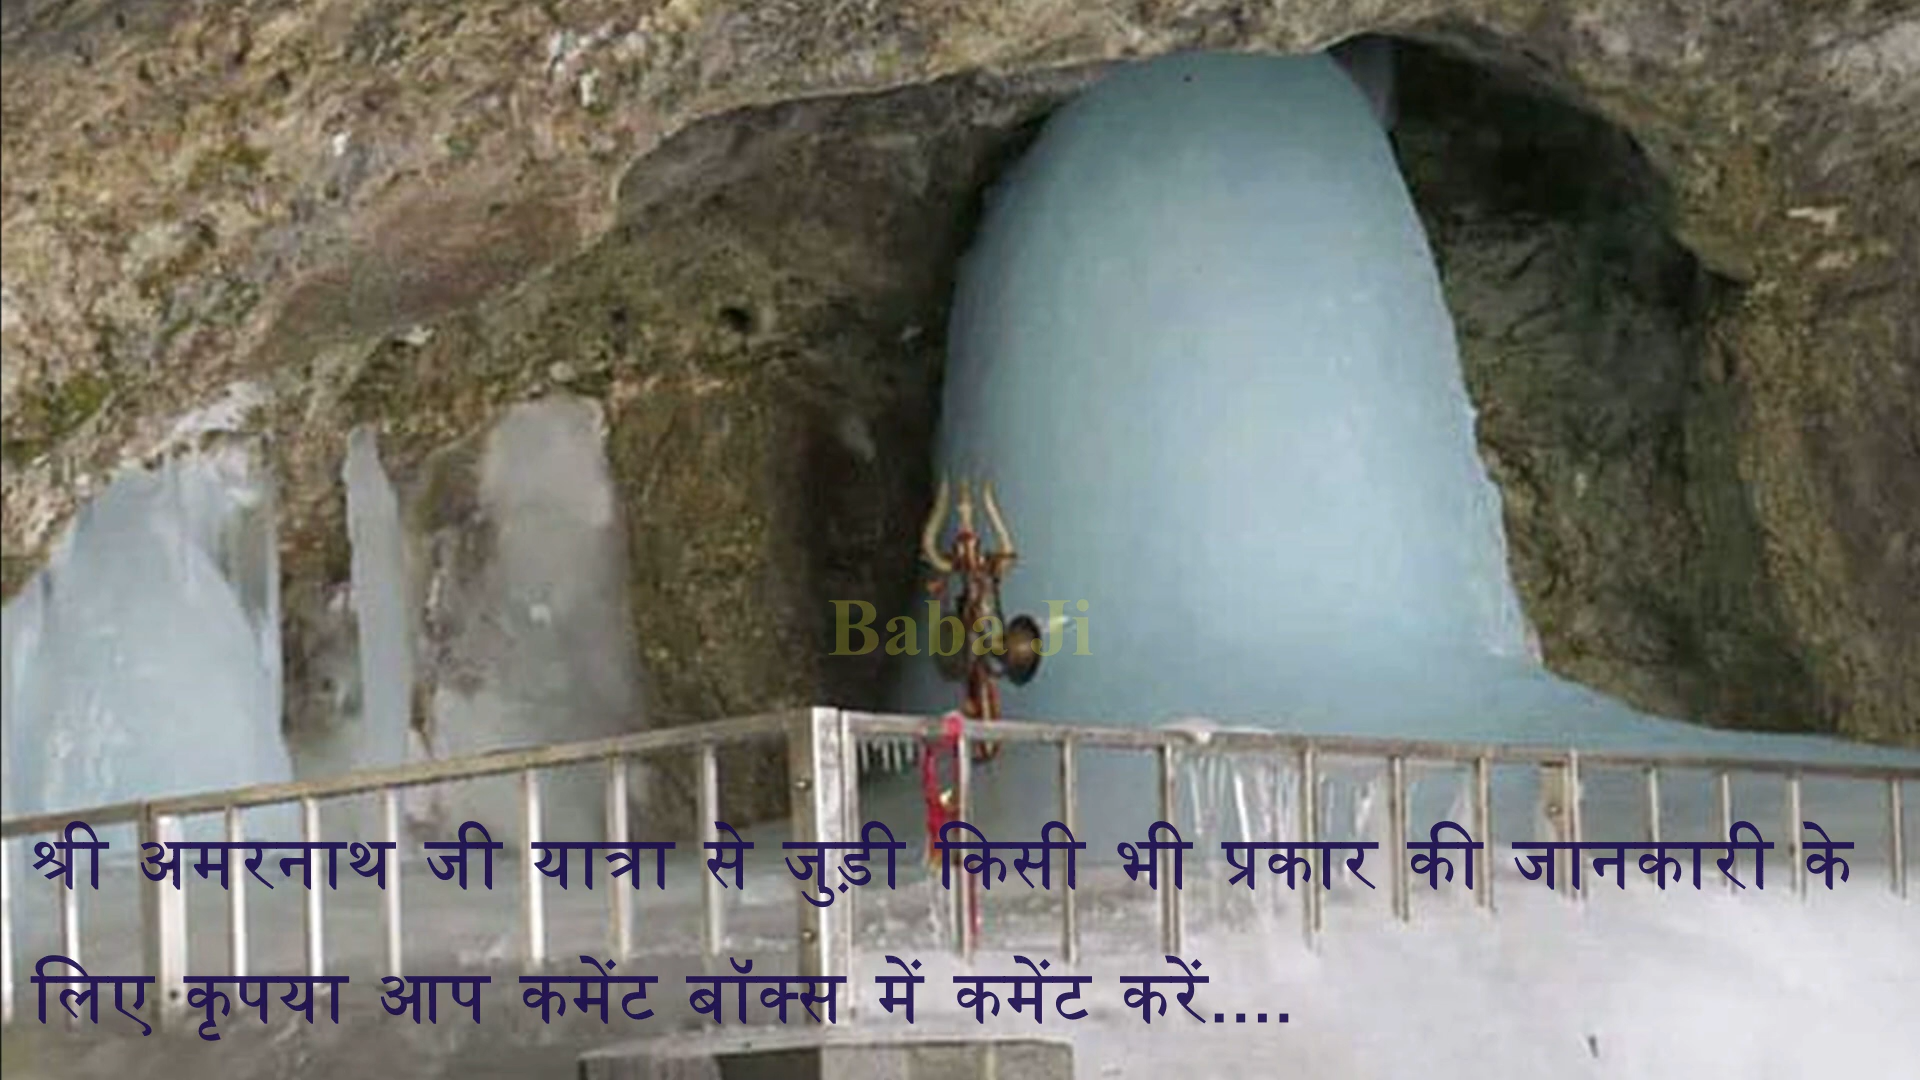 Baba Ji
श्री अमरनाथ जी यात्रा से जुड़ी किसी भी प्रकार की जानकारी के
लिए कृपया आप कमेंट बॉक्स में कमेंट करें....